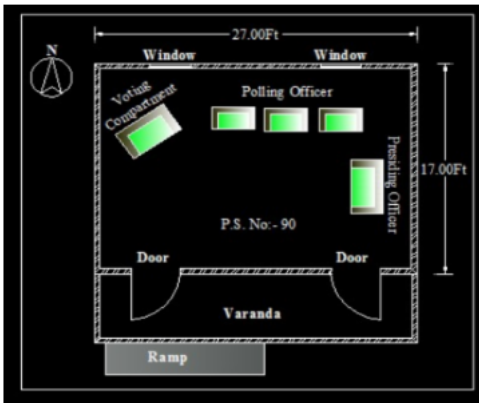 27.00Ft
N
Window Window
Voting
Compartment
Polling Officer
Presiding Officer
17.00Ft
P.S. No:- 90
Door Door
Varanda
Ramp